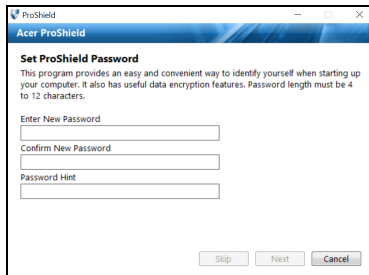 ProShield
Acer ProShield
Set ProShield Password
This program provides an easy and convenient way to identify yourself when starting up
your computer. It also has useful data encryption features. Password length must be 4
to 12 characters.
Enter New Password
Confirm New Password
Password Hint
Skip Next Cancel